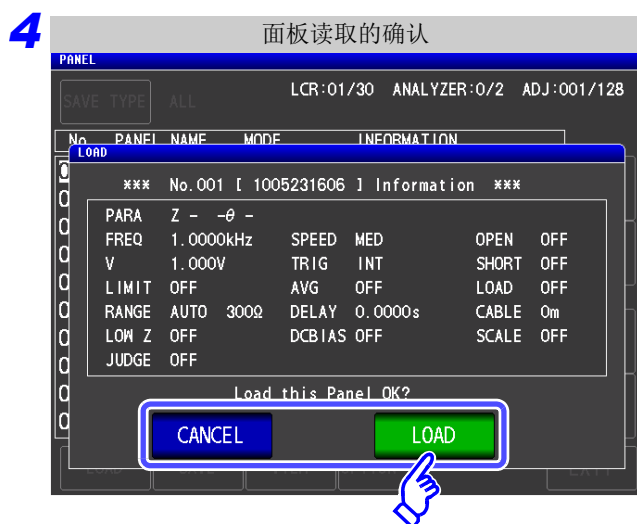 4
面板读取的确认
PANEL
SAVE TYPE ALL LCR:01/30 ANALYZER:0/2 ADJ:001/128
No. PANEL NAME MODE INFORMATION
LOAD
*** No.001 [ 1005231606 ] Information ***
PARA Z - -θ -
FREQ 1.0000kHz SPEED MED OPEN OFF
V 1.000V TRIG INT SHORT OFF
LIMIT OFF AVG OFF LOAD OFF
RANGE AUTO 300Ω DELAY 0.0000s CABLE 0m
LOW Z OFF DCBIAS OFF SCALE OFF
JUDGE OFF
Load this Panel OK?
CANCEL LOAD
LOAD SAVE EXIT